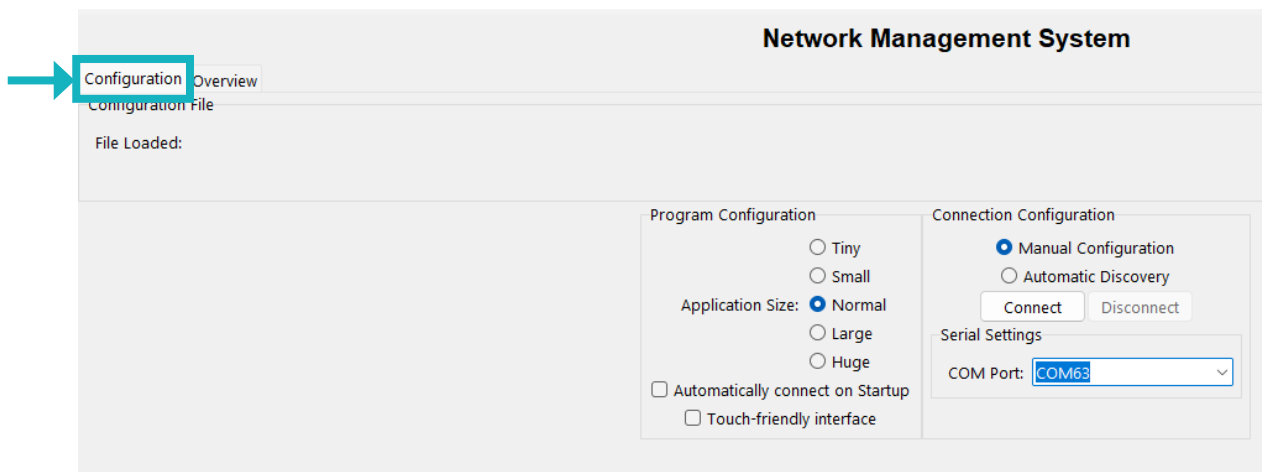 Network Management System
Configuration Overview
Configuration File
File Loaded:
Program Configuration
Tiny
Small
Application Size: Normal
Large
Huge
Automatically connect on Startup
Touch-friendly interface
Connection Configuration
Manual Configuration
Automatic Discovery
Connect Disconnect
Serial Settings
COM Port: COM63